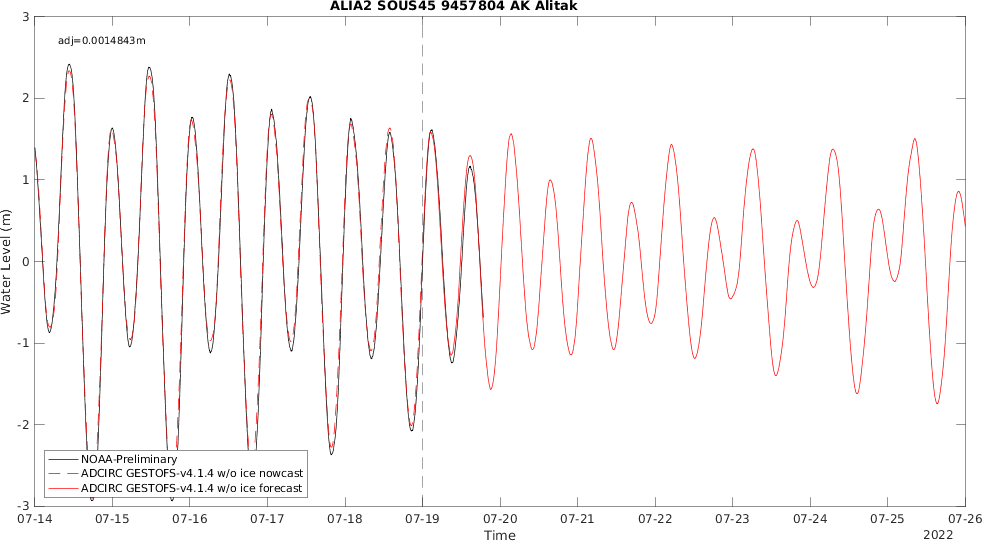 ALIA2 SOUS45 9457804 AK Alitak
adj=0.0014843m
Water Level (m)
3
2
1
0
-1
-2
-3
NOAA-Preliminary
ADCIRC GESTOFS-v4.1.4 w/o ice nowcast
ADCIRC GESTOFS-v4.1.4 w/o ice forecast
07-14 07-15 07-16 07-17 07-18 07-19 07-20 07-21 07-22 07-23 07-24 07-25 07-26
Time
2022